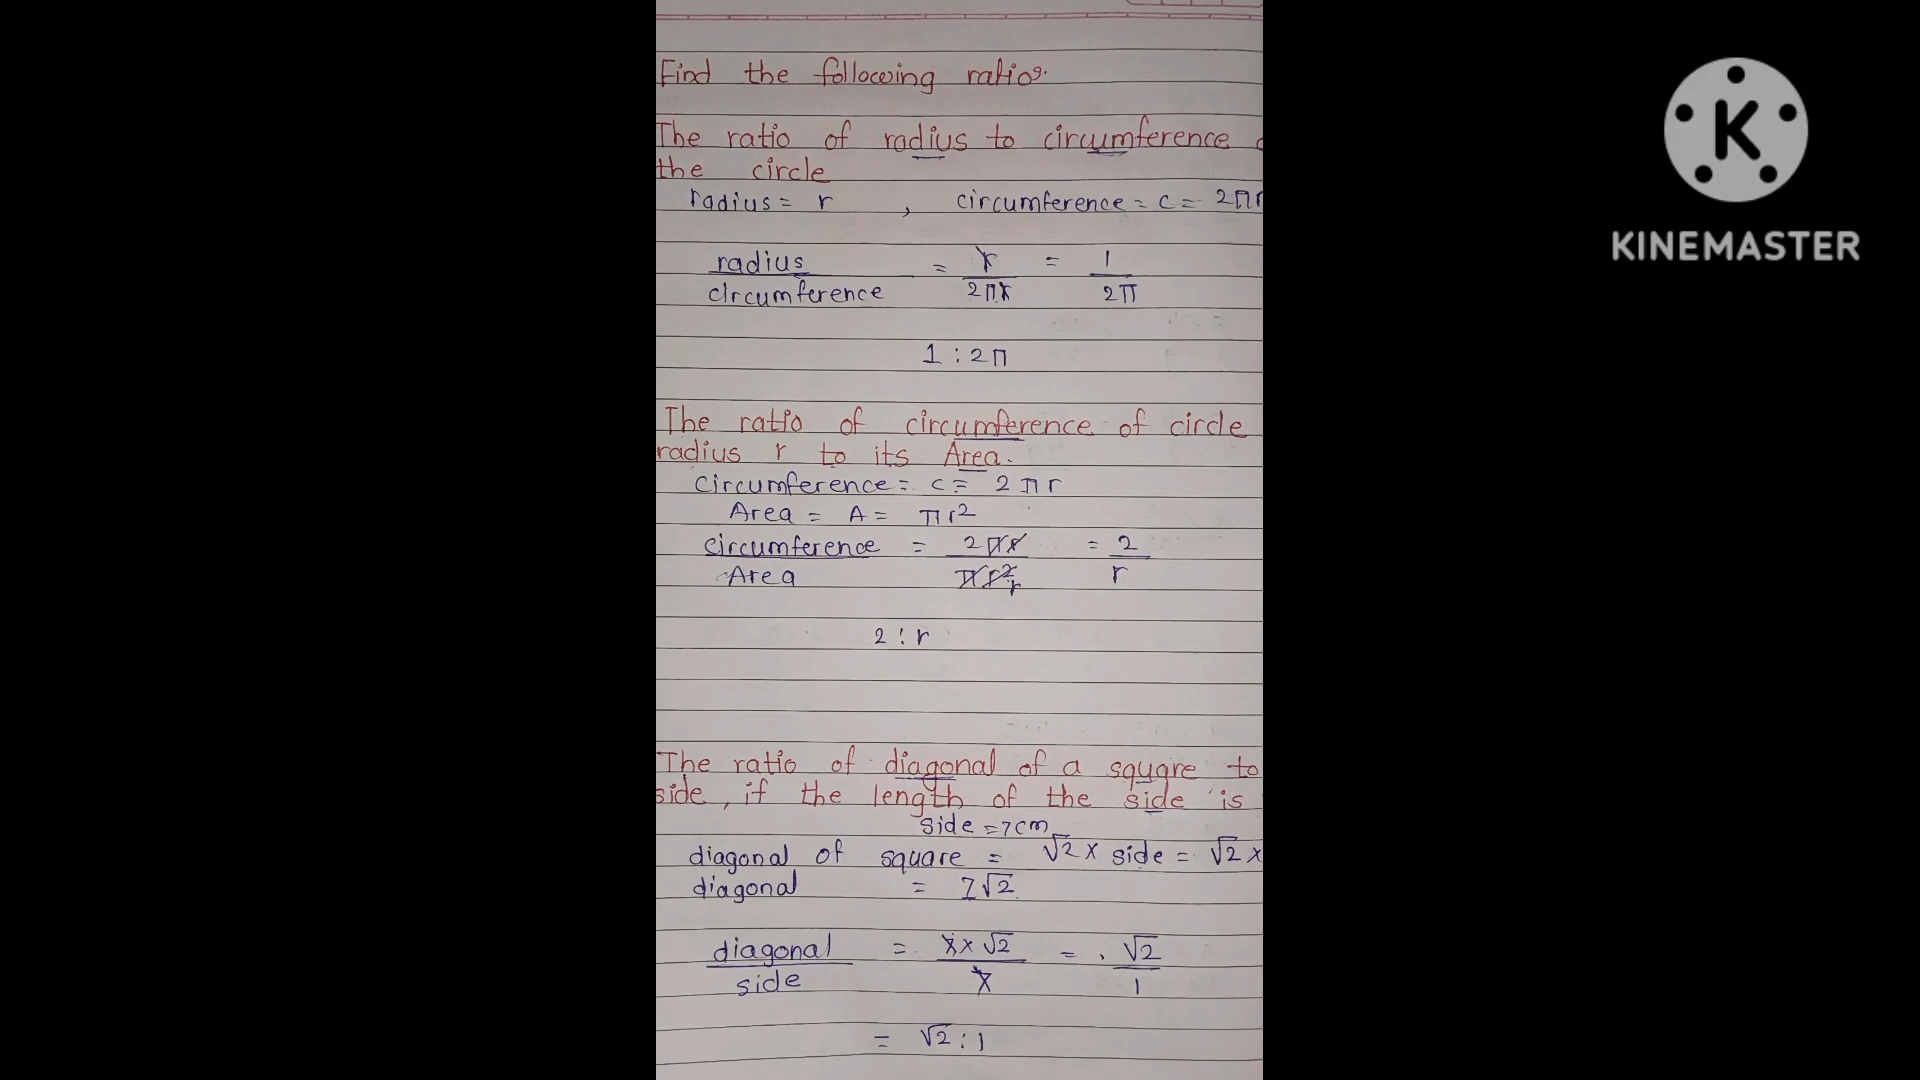 Find the following ratios.
The ratio of radius to circumference
the circle
radius = r , circumference = c = 2πr
radius / circumference = r / 2πr = 1 / 2π
1 : 2π
The ratio of circumference of circle
radius r to its Area.
circumference = c = 2πr
Area = A = πr²
circumference / Area = 2πr / πr² r = 2 / r
2 : r
The ratio of diagonal of a square to
side, if the length of the side is
side = 7cm
diagonal of square = √2 × side = √2 ×
diagonal = 7√2
diagonal / side = 7 × √2 / 7 = √2 / 1
= √2 : 1
K
KINEMASTER